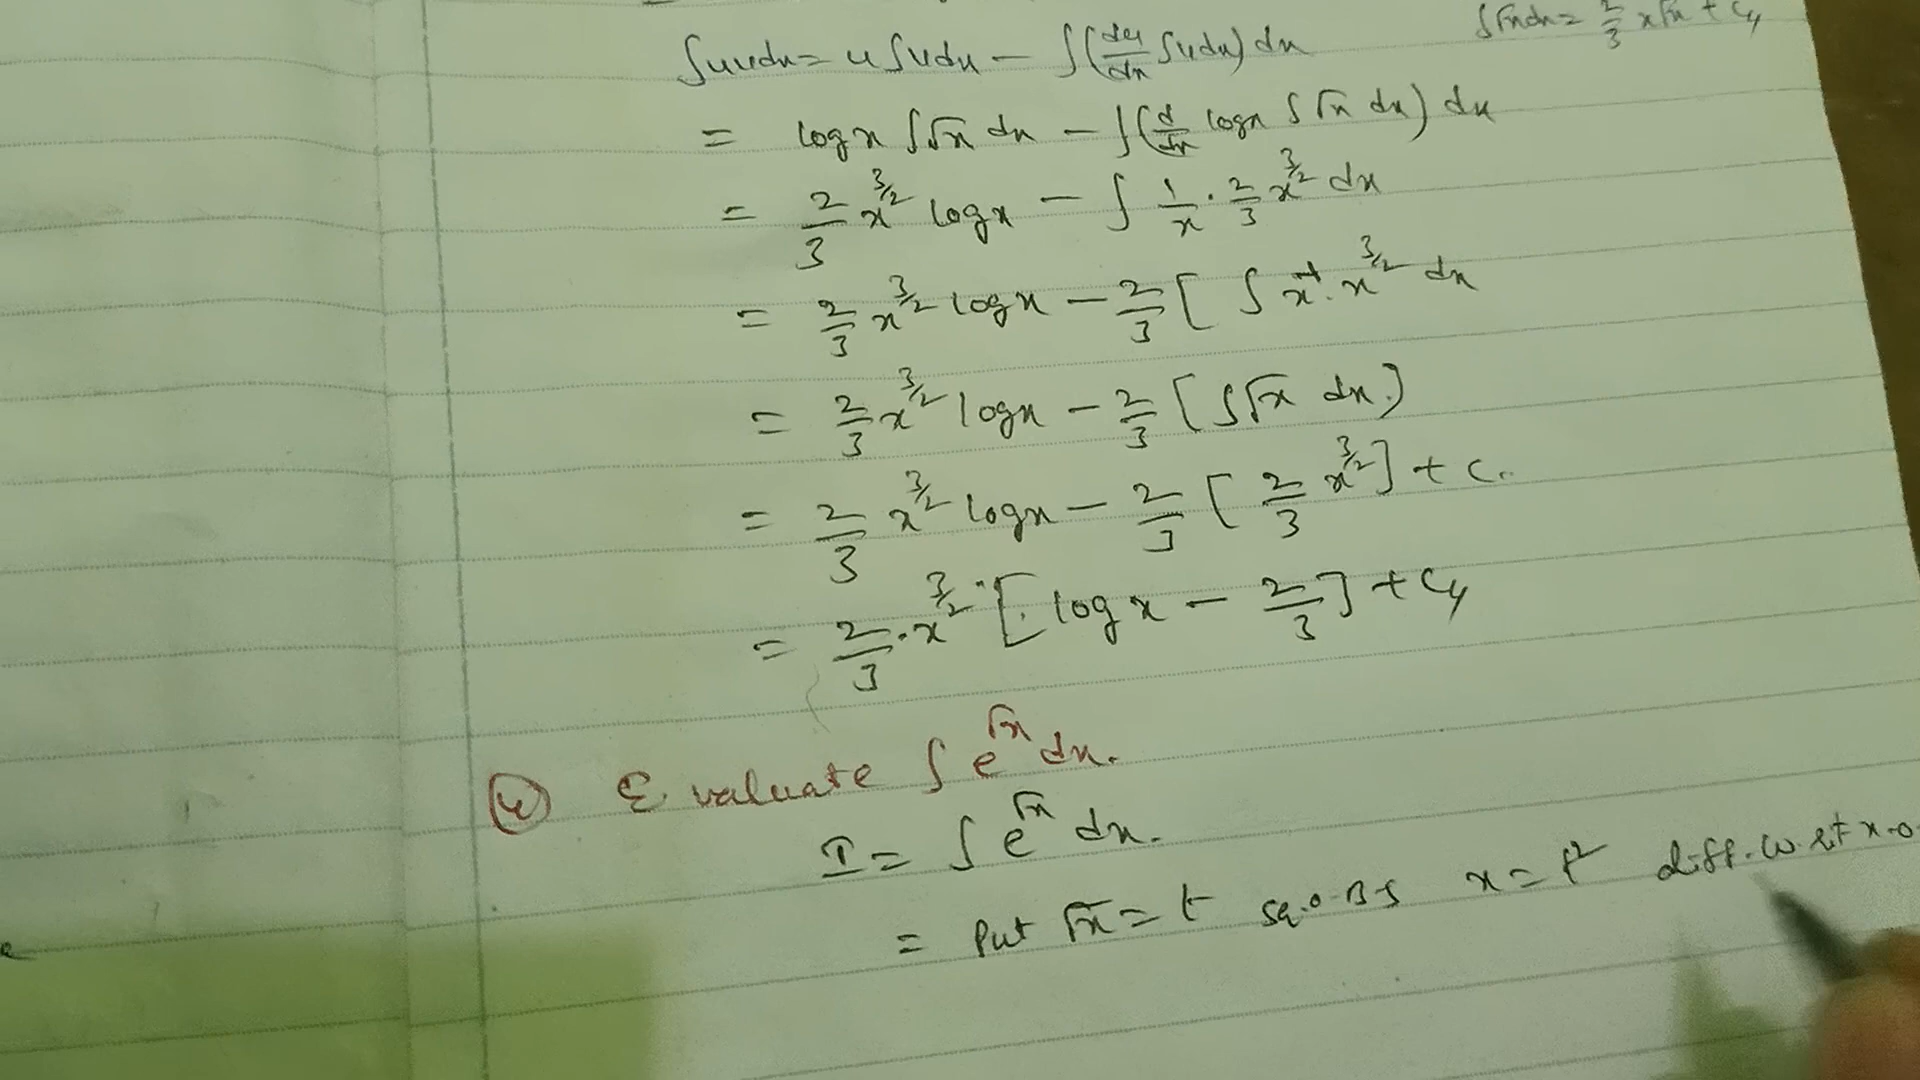 ∫√x dx = 2/3 x√x + c//
∫uv dx = u ∫v dx − ∫(du/dx ∫v dx) dx
= log x ∫√x dx − ∫(d/dx log x ∫√x dx) dx
= 2/3 x^3/2 log x − ∫ 1/x · 2/3 x^3/2 dx
= 2/3 x^3/2 log x − 2/3 [ ∫ x^-1 · x^3/2 dx
= 2/3 x^3/2 log x − 2/3 [ ∫√x dx.]
= 2/3 x^3/2 log x − 2/3 [ 2/3 x^3/2 ] + c.
= 2/3 · x^3/2 [ log x − 2/3 ] + c//
Evaluate ∫ e^√x dx.
I = ∫ e^√x dx.
= Put √x = t sq.o.B.S x = t² diff. w.r.t x.o